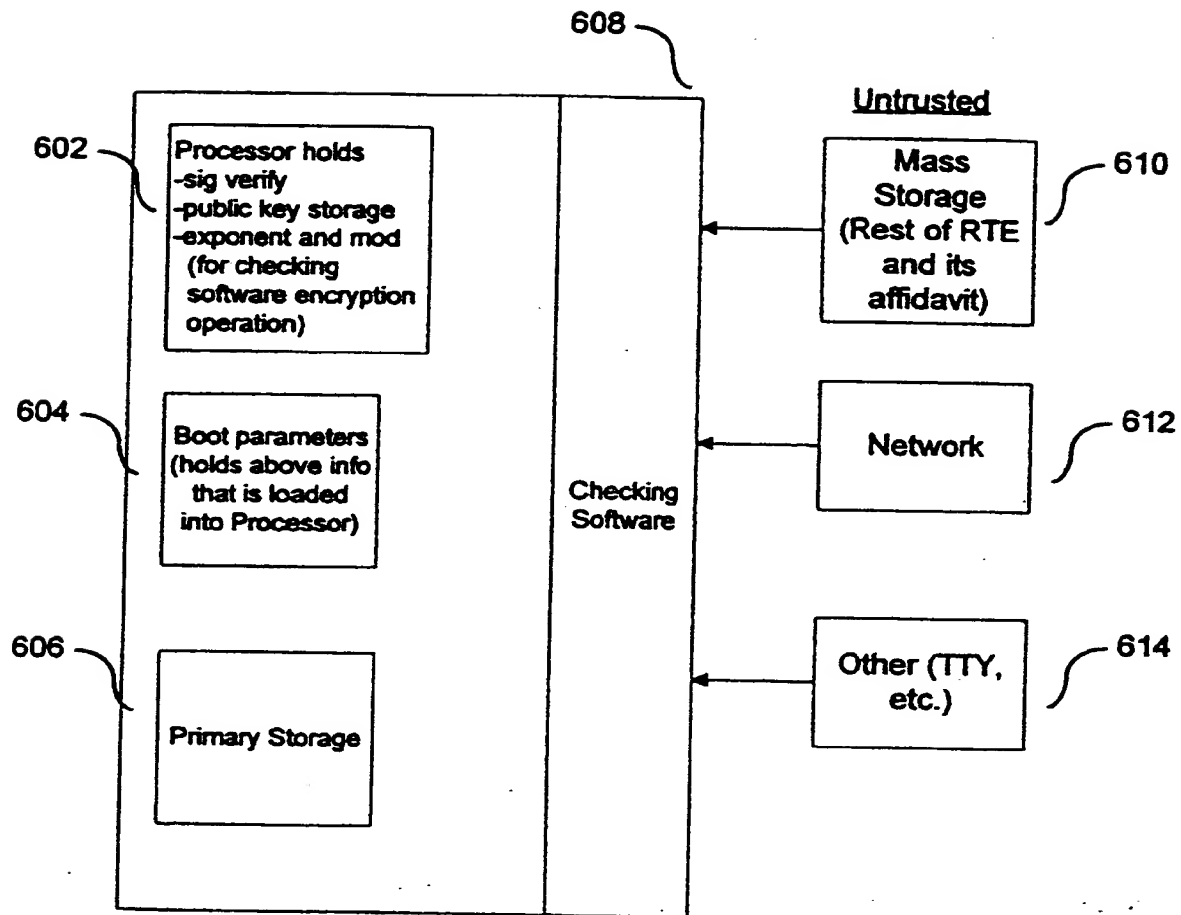 608
Untrusted
602
Processor holds
-sig verify
-public key storage
-exponent and mod
(for checking
software encryption
operation)
Mass
Storage
(Rest of RTE
and its
affidavit)
610
604
Boot parameters
(holds above info
that is loaded
into Processor)
Checking
Software
Network
612
606
Primary Storage
Other (TTY,
etc.)
614